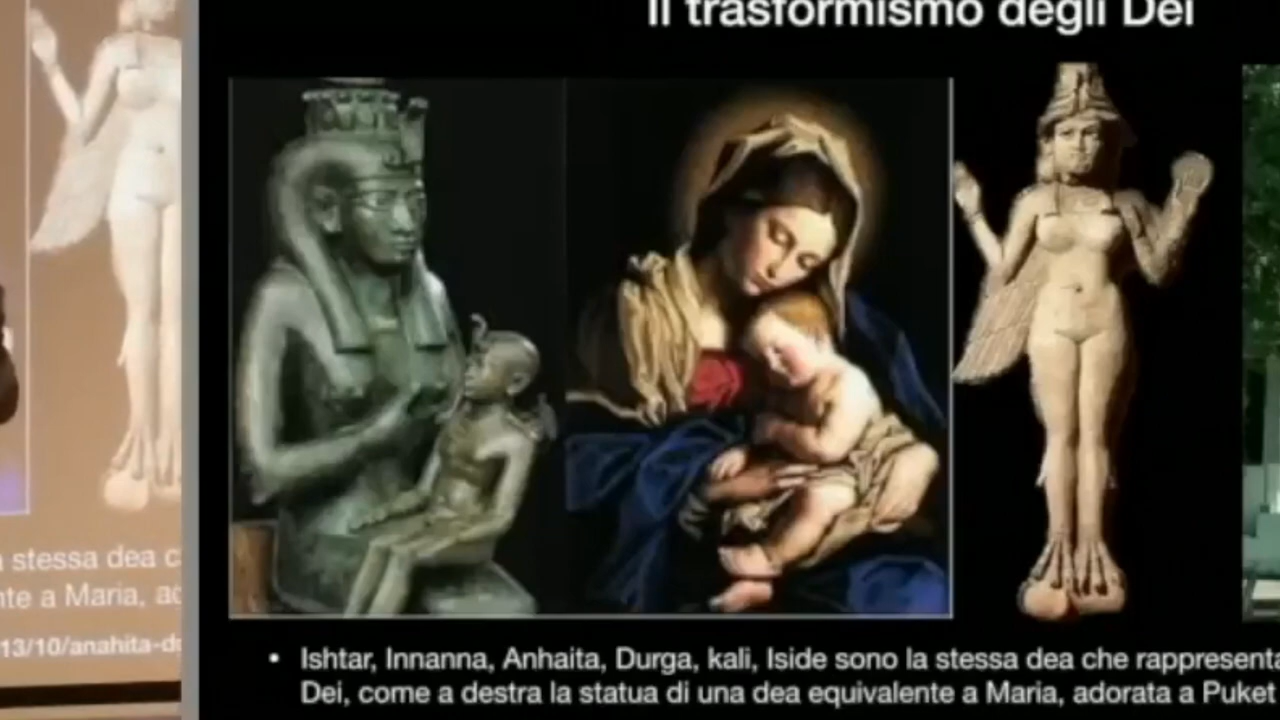 Il trasformismo degli Dei
Ishtar, Innanna, Anhaita, Durga, kali, Iside sono la stessa dea che rappresenta
Dei, come a destra la statua di una dea equivalente a Maria, adorata a Puket
stessa dea c
nte a Maria, ad
13/10/anahita-de